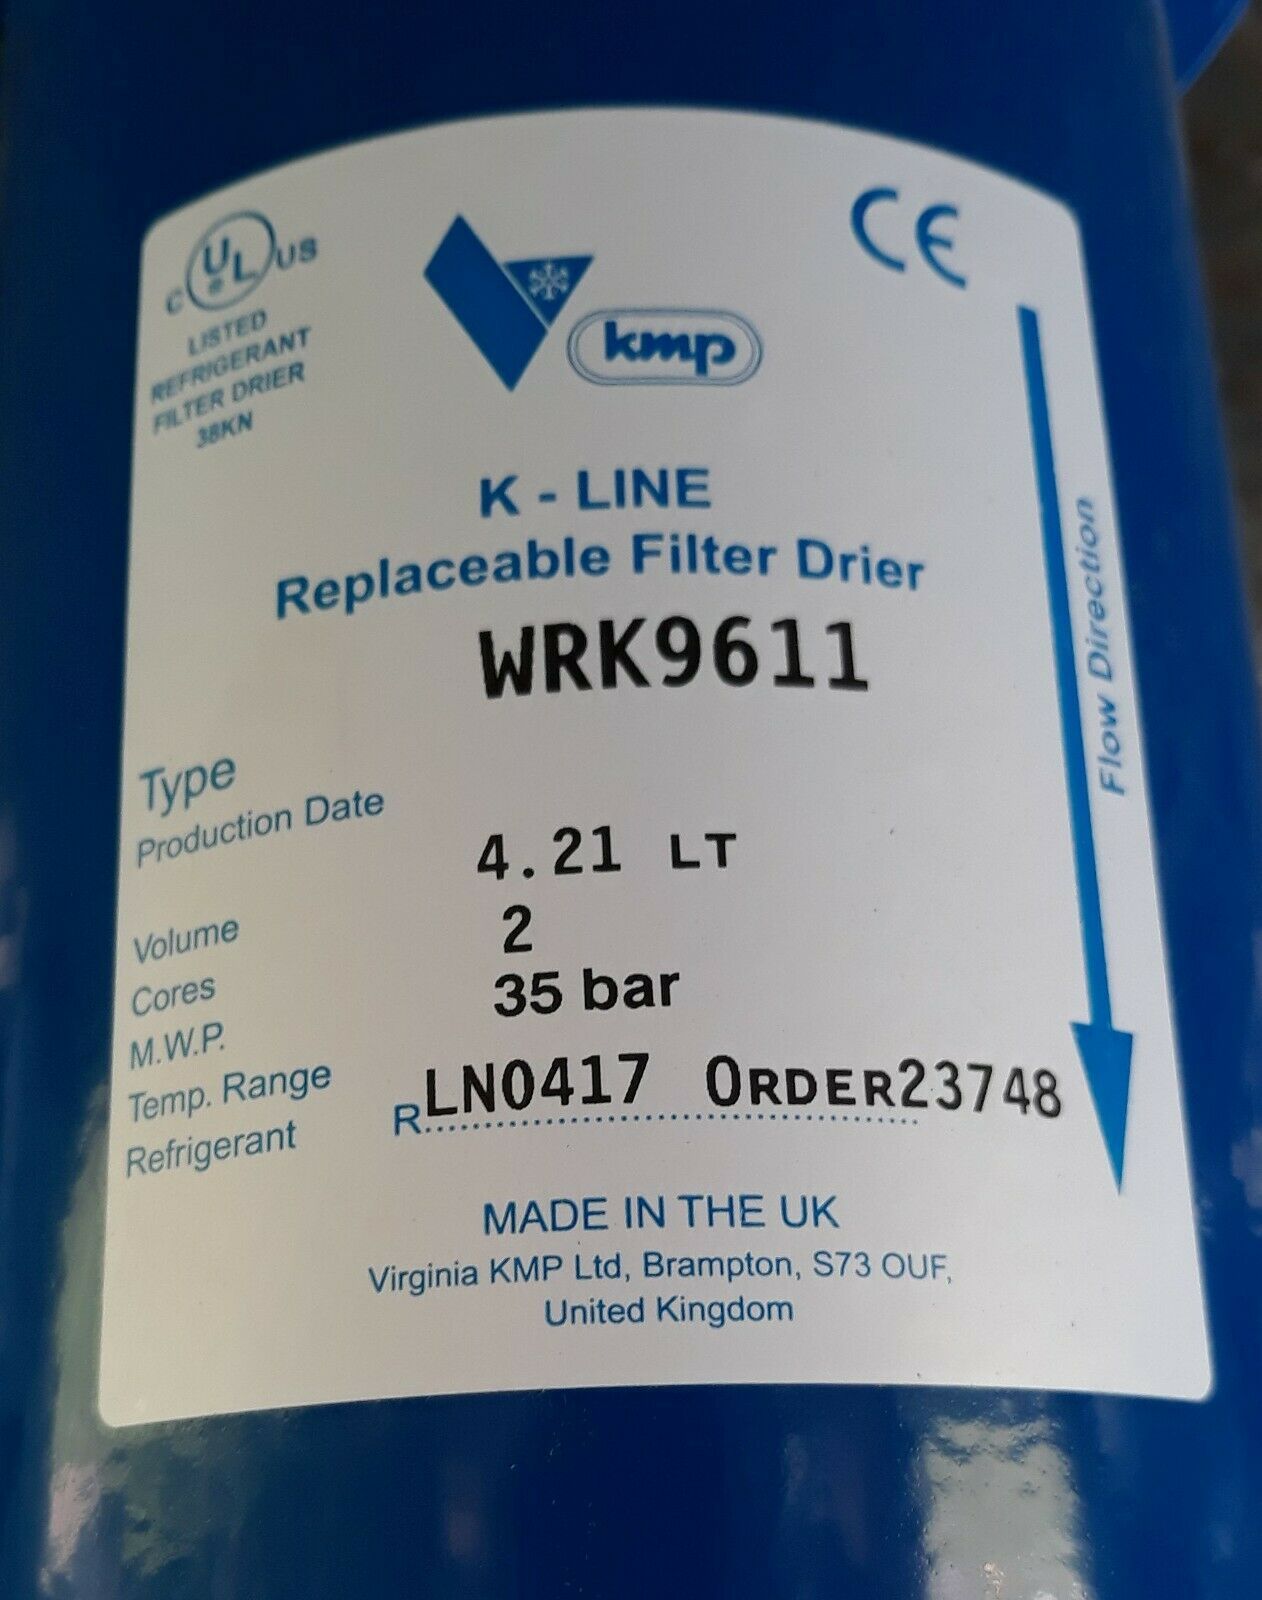 C UL US
LISTED
REFRIGERANT
FILTER DRIER
38KN
kmp
CE
K - LINE
Replaceable Filter Drier
WRK9611
Type
Production Date
Volume 4.21 LT
Cores 2
M.W.P. 35 bar
Temp. Range
Refrigerant R LN0417 ORDER23748
Flow Direction
MADE IN THE UK
Virginia KMP Ltd, Brampton, S73 OUF,
United Kingdom